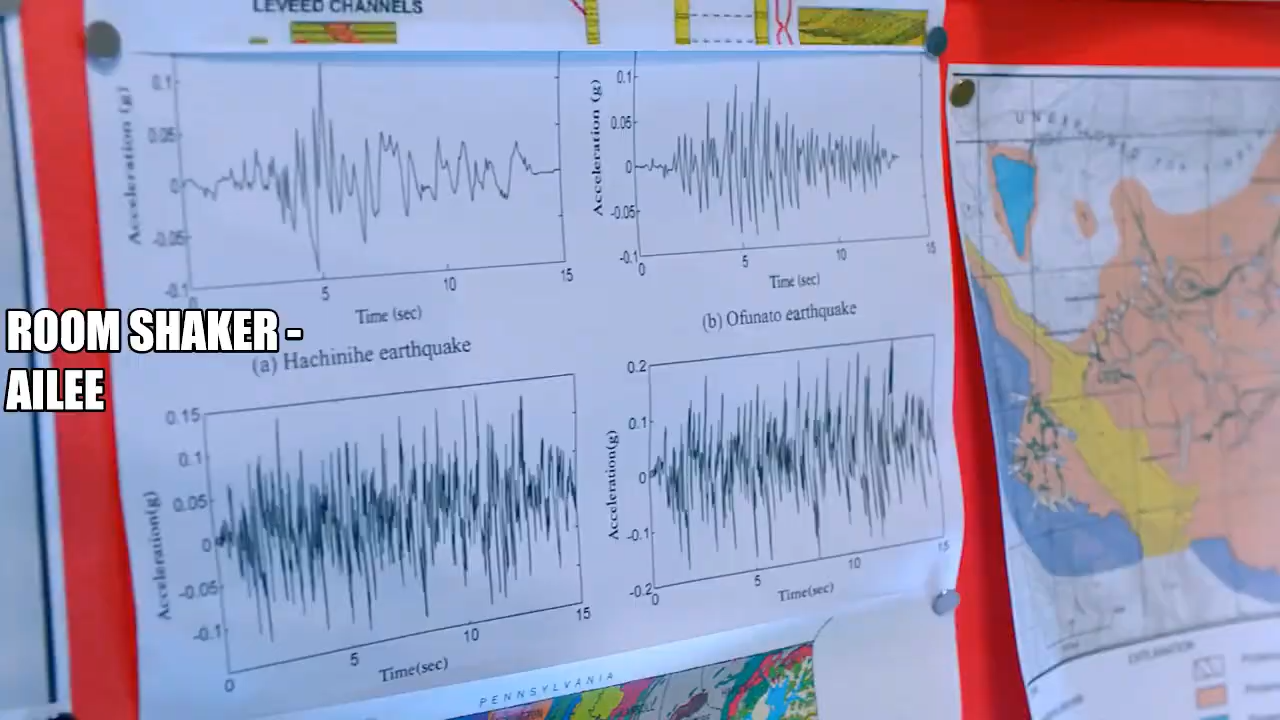 LEVEED CHANNELS
Acceleration (g)
0.1
0.05
0
-0.05
-0.1
0
5
10
15
Time (sec)
(a) Hachinihe earthquake
Acceleration (g)
0.1
0.05
0
-0.05
-0.1
0
5
10
15
Time (sec)
(b) Ofunato earthquake
ROOM SHAKER -
AILEE
Acceleration(g)
0.15
0.1
0.05
0
-0.05
-0.1
0
5
10
15
Time(sec)
Acceleration(g)
0.2
0.1
0
-0.1
-0.2
0
5
10
15
Time(sec)
PENNSYLVANIA
EXPLANATION